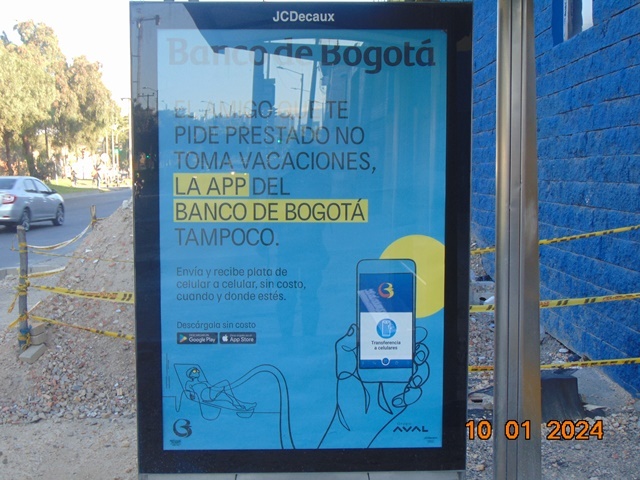 JCDecaux
Banco de Bogotá
EL AMIGO QUE TE
PIDE PRESTADO NO
TOMA VACACIONES,
LA APP DEL
BANCO DE BOGOTÁ
TAMPOCO.
Envía y recibe plata de
celular a celular, sin costo,
cuando y donde estés.
Descárgala sin costo
Google Play
App Store
Transferencia
a celulares
AVAL
10 01 2024